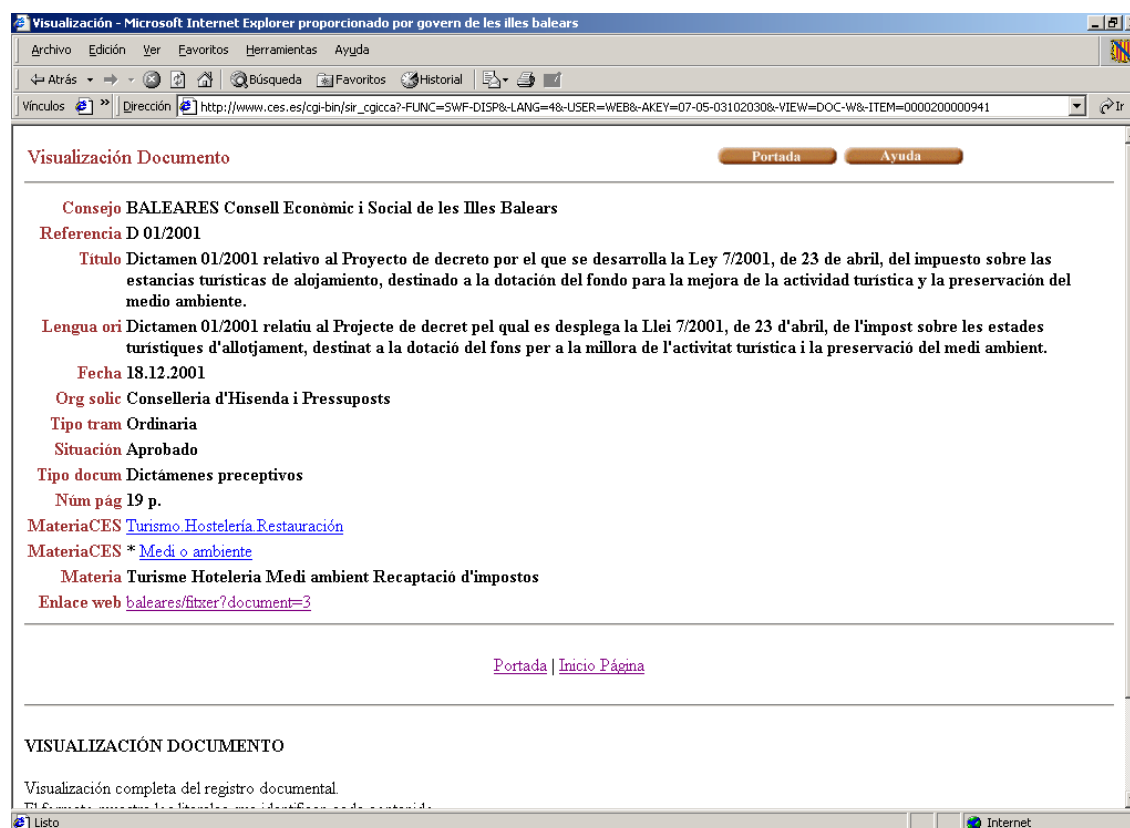 Visualización - Microsoft Internet Explorer proporcionado por govern de les illes balears
Archivo Edición Ver Favoritos Herramientas Ayuda
Atrás Búsqueda Favoritos Historial
Vínculos » Dirección http://www.ces.es/cgi-bin/sir_cgicca?-FUNC=SWF-DISP&-LANG=4&-USER=WEB&-AKEY=07-05-03102030&-VIEW=DOC-W&-ITEM=0000200000941 Ir
Visualización Documento Portada Ayuda
Consejo BALEARES Consell Econòmic i Social de les Illes Balears
Referencia D 01/2001
Título Dictamen 01/2001 relativo al Proyecto de decreto por el que se desarrolla la Ley 7/2001, de 23 de abril, del impuesto sobre las
estancias turísticas de alojamiento, destinado a la dotación del fondo para la mejora de la actividad turística y la preservación del
medio ambiente.
Lengua ori Dictamen 01/2001 relatiu al Projecte de decret pel qual es desplega la Llei 7/2001, de 23 d'abril, de l'impost sobre les estades
turístiques d'allotjament, destinat a la dotació del fons per a la millora de l'activitat turística i la preservació del medi ambient.
Fecha 18.12.2001
Org solic Conselleria d'Hisenda i Pressuposts
Tipo tram Ordinaria
Situación Aprobado
Tipo docum Dictámenes preceptivos
Núm pág 19 p.
MateriaCES Turismo.Hostelería.Restauración
MateriaCES * Medi o ambiente
Materia Turisme Hoteleria Medi ambient Recaptació d'impostos
Enlace web baleares/fitxer?document=3
Portada | Inicio Página
VISUALIZACIÓN DOCUMENTO
Visualización completa del registro documental.
Listo Internet